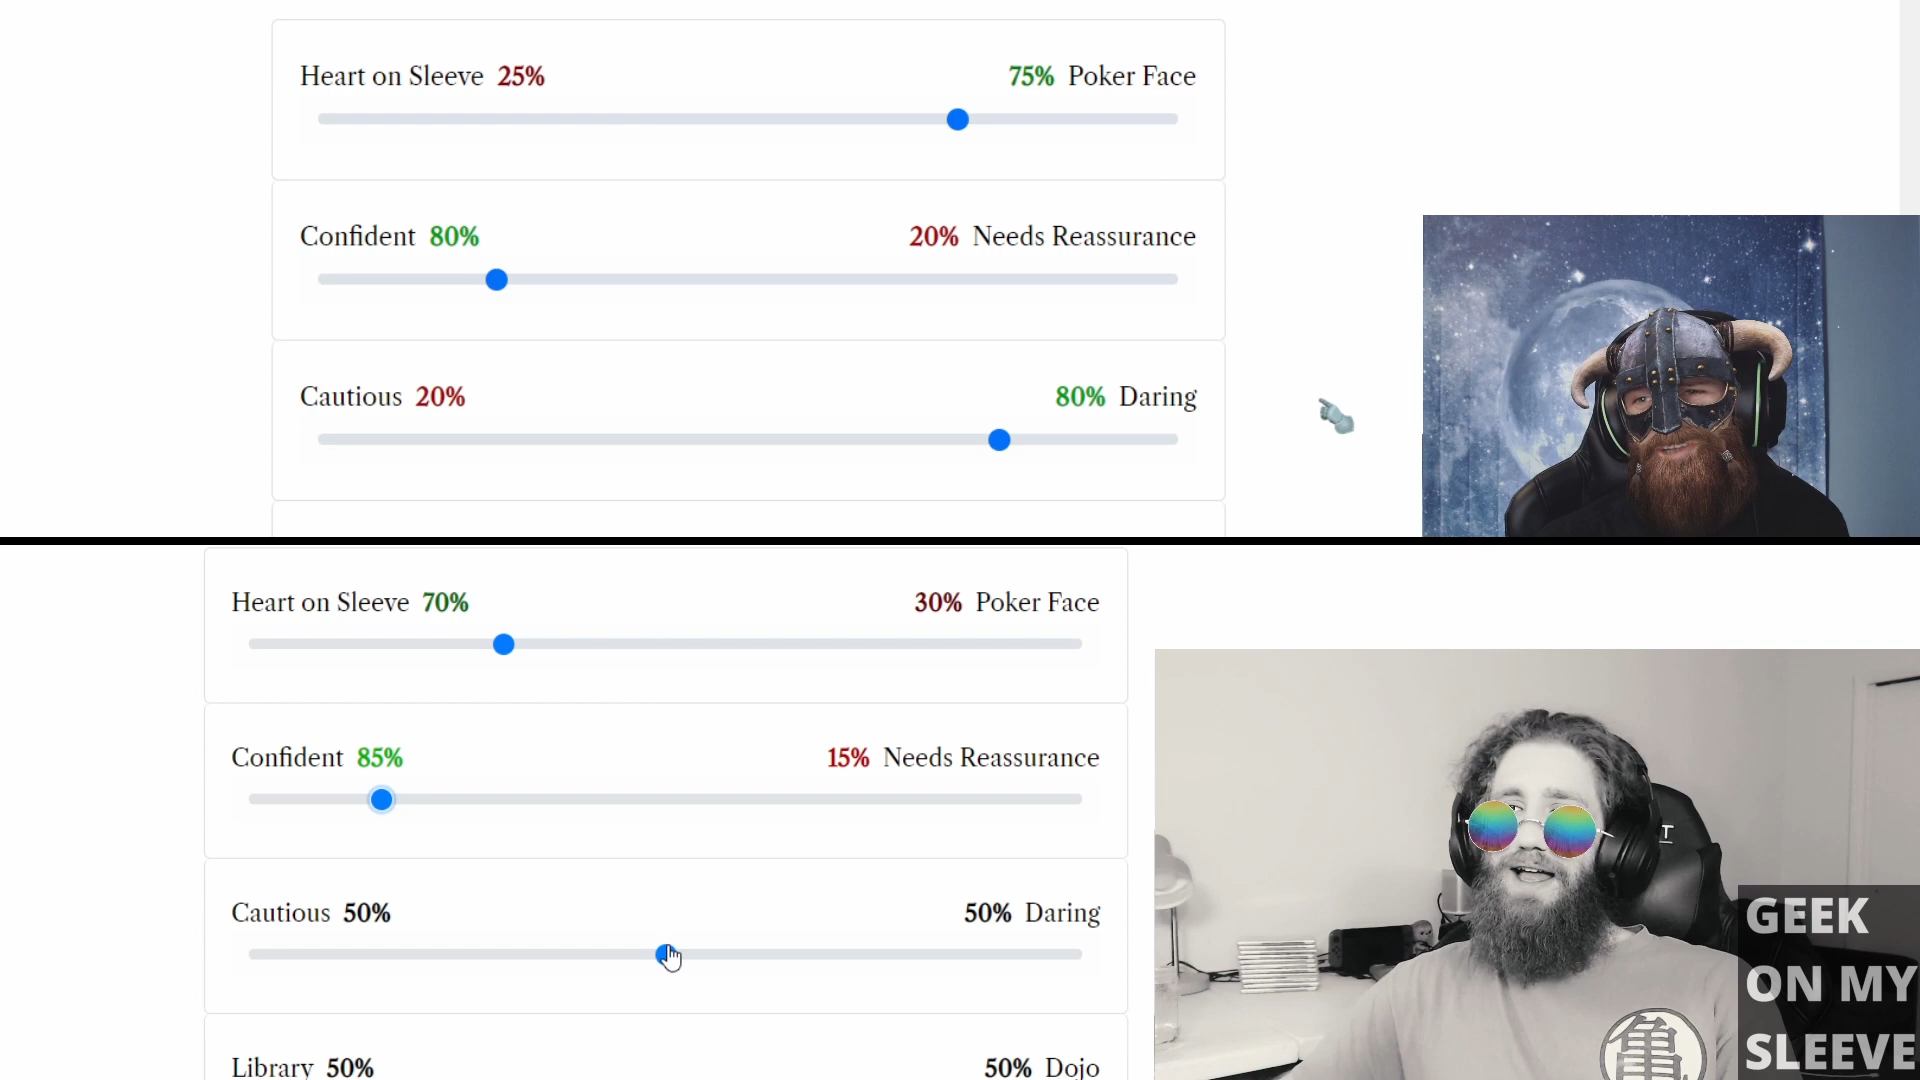 Heart on Sleeve 25% 75% Poker Face
Confident 80% 20% Needs Reassurance
Cautious 20% 80% Daring
Heart on Sleeve 70% 30% Poker Face
Confident 85% 15% Needs Reassurance
Cautious 50% 50% Daring
Library 50% 50% Dojo
T
亀
GEEK
ON MY
SLEEVE